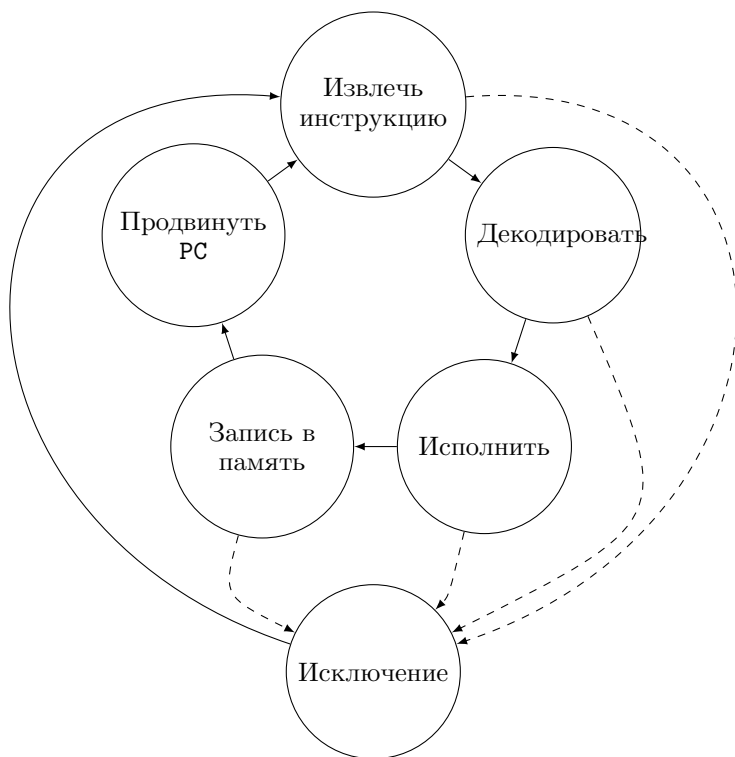 Извлечь
инструкцию
Продвинуть
PC
Декодировать
Запись в
память
Исполнить
Исключение